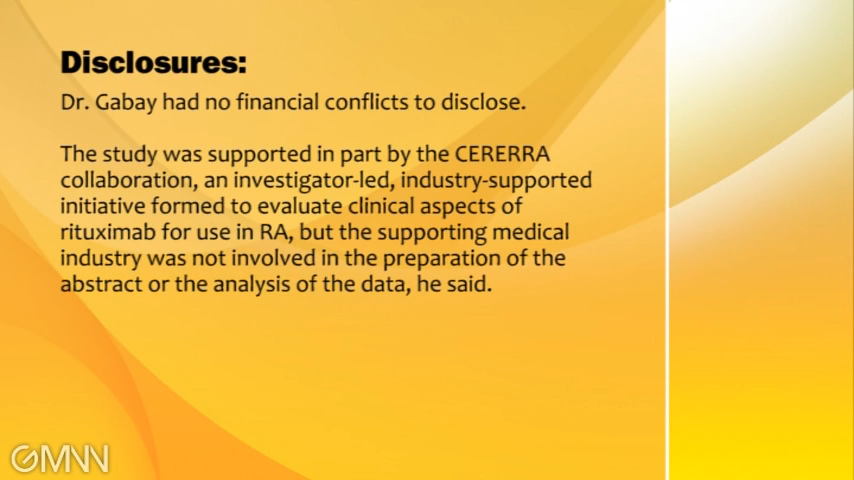 Disclosures:
Dr. Gabay had no financial conflicts to disclose.
The study was supported in part by the CERERRA
collaboration, an investigator-led, industry-supported
initiative formed to evaluate clinical aspects of
rituximab for use in RA, but the supporting medical
industry was not involved in the preparation of the
abstract or the analysis of the data, he said.
GMNN